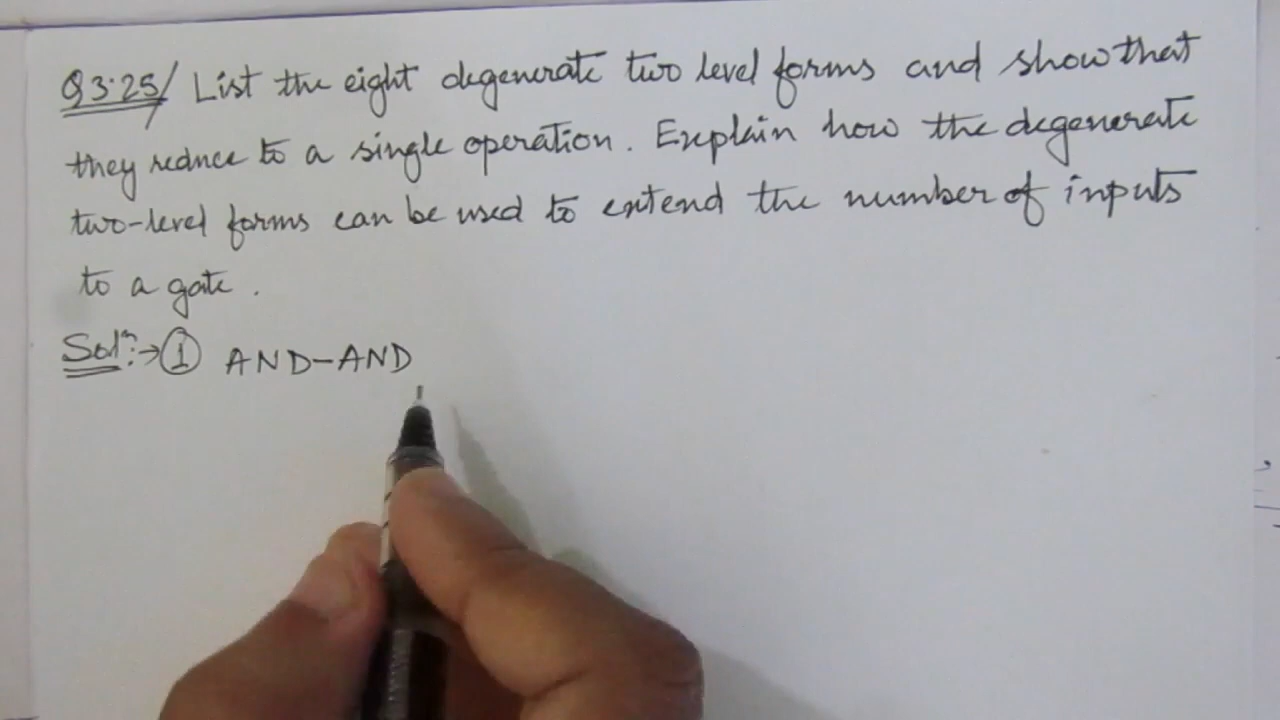 Q3.25/ List the eight degenerate two level forms and show that
they reduce to a single operation. Explain how the degenerate
two-level forms can be used to extend the number of inputs
to a gate.
Solⁿ:→① AND-AND